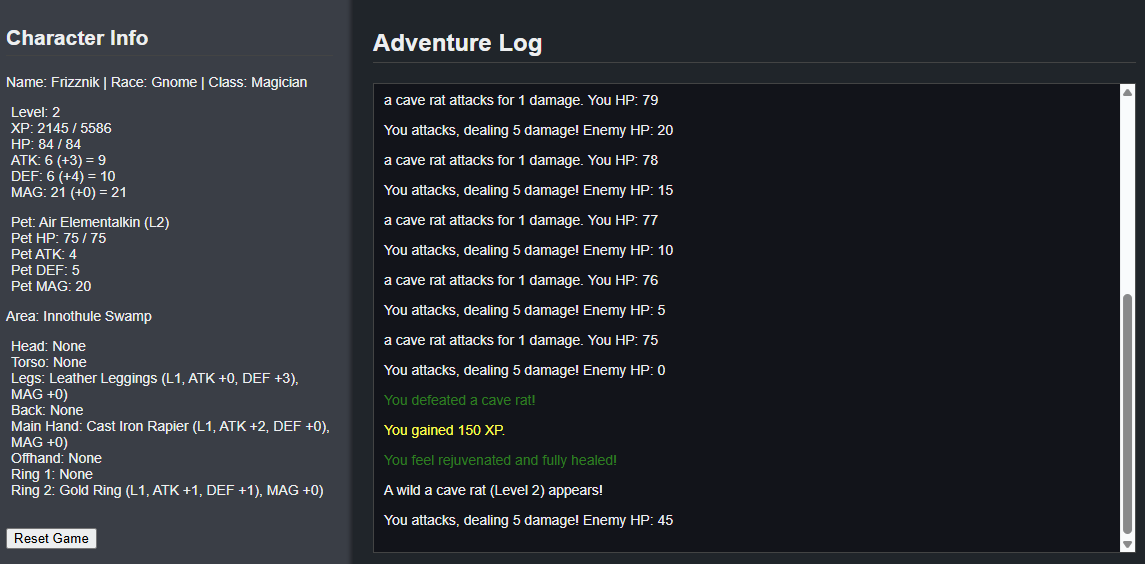 Character Info
Name: Frizznik | Race: Gnome | Class: Magician
Level: 2
XP: 2145 / 5586
HP: 84 / 84
ATK: 6 (+3) = 9
DEF: 6 (+4) = 10
MAG: 21 (+0) = 21
Pet: Air Elementalkin (L2)
Pet HP: 75 / 75
Pet ATK: 4
Pet DEF: 5
Pet MAG: 20
Area: Innothule Swamp
Head: None
Torso: None
Legs: Leather Leggings (L1, ATK +0, DEF +3),
MAG +0)
Back: None
Main Hand: Cast Iron Rapier (L1, ATK +2, DEF +0),
MAG +0)
Offhand: None
Ring 1: None
Ring 2: Gold Ring (L1, ATK +1, DEF +1), MAG +0)
Reset Game
Adventure Log
a cave rat attacks for 1 damage. You HP: 79
You attacks, dealing 5 damage! Enemy HP: 20
a cave rat attacks for 1 damage. You HP: 78
You attacks, dealing 5 damage! Enemy HP: 15
a cave rat attacks for 1 damage. You HP: 77
You attacks, dealing 5 damage! Enemy HP: 10
a cave rat attacks for 1 damage. You HP: 76
You attacks, dealing 5 damage! Enemy HP: 5
a cave rat attacks for 1 damage. You HP: 75
You attacks, dealing 5 damage! Enemy HP: 0
You defeated a cave rat!
You gained 150 XP.
You feel rejuvenated and fully healed!
A wild a cave rat (Level 2) appears!
You attacks, dealing 5 damage! Enemy HP: 45